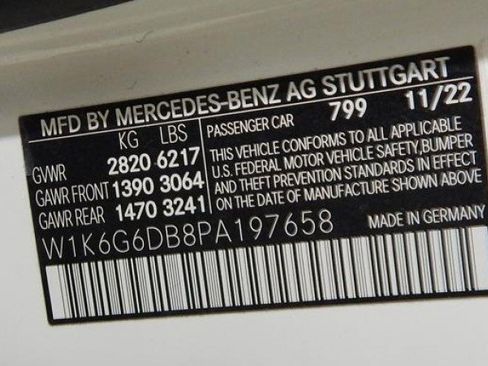 MFD BY MERCEDES-BENZ AG STUTTGART
KG LBS
GVWR 2820 6217
GAWR FRONT 1390 3064
GAWR REAR 1470 3241
PASSENGER CAR 799 11/22
THIS VEHICLE CONFORMS TO ALL APPLICABLE
U.S. FEDERAL MOTOR VEHICLE SAFETY,BUMPER
AND THEFT PREVENTION STANDARDS IN EFFECT
ON THE DATE OF MANUFACTURE SHOWN ABOVE
W1K6G6DB8PA197658
MADE IN GERMANY